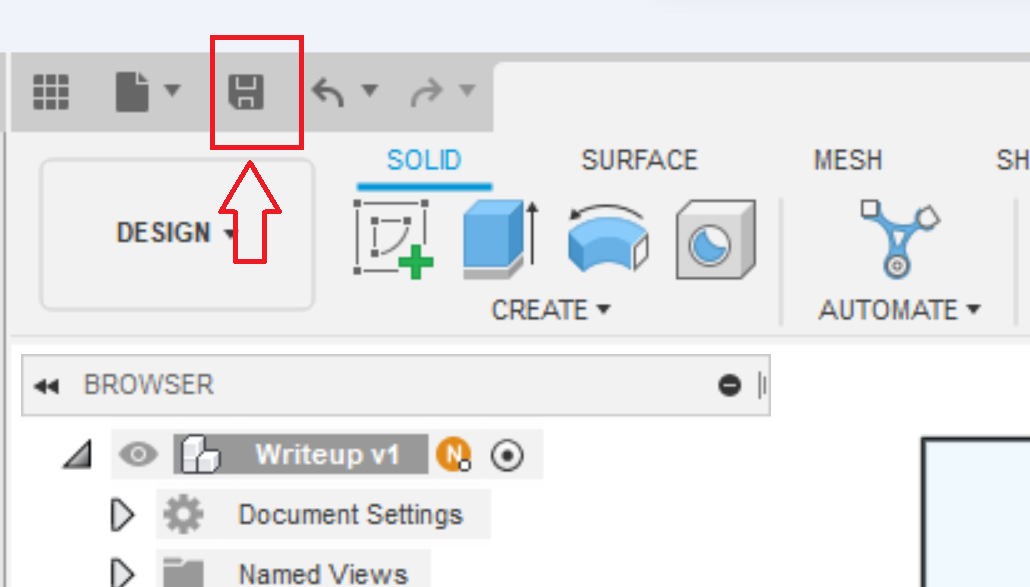 SOLID SURFACE MESH SH
DESIGN
CREATE AUTOMATE
BROWSER
Writeup v1 N
Document Settings
Named Views